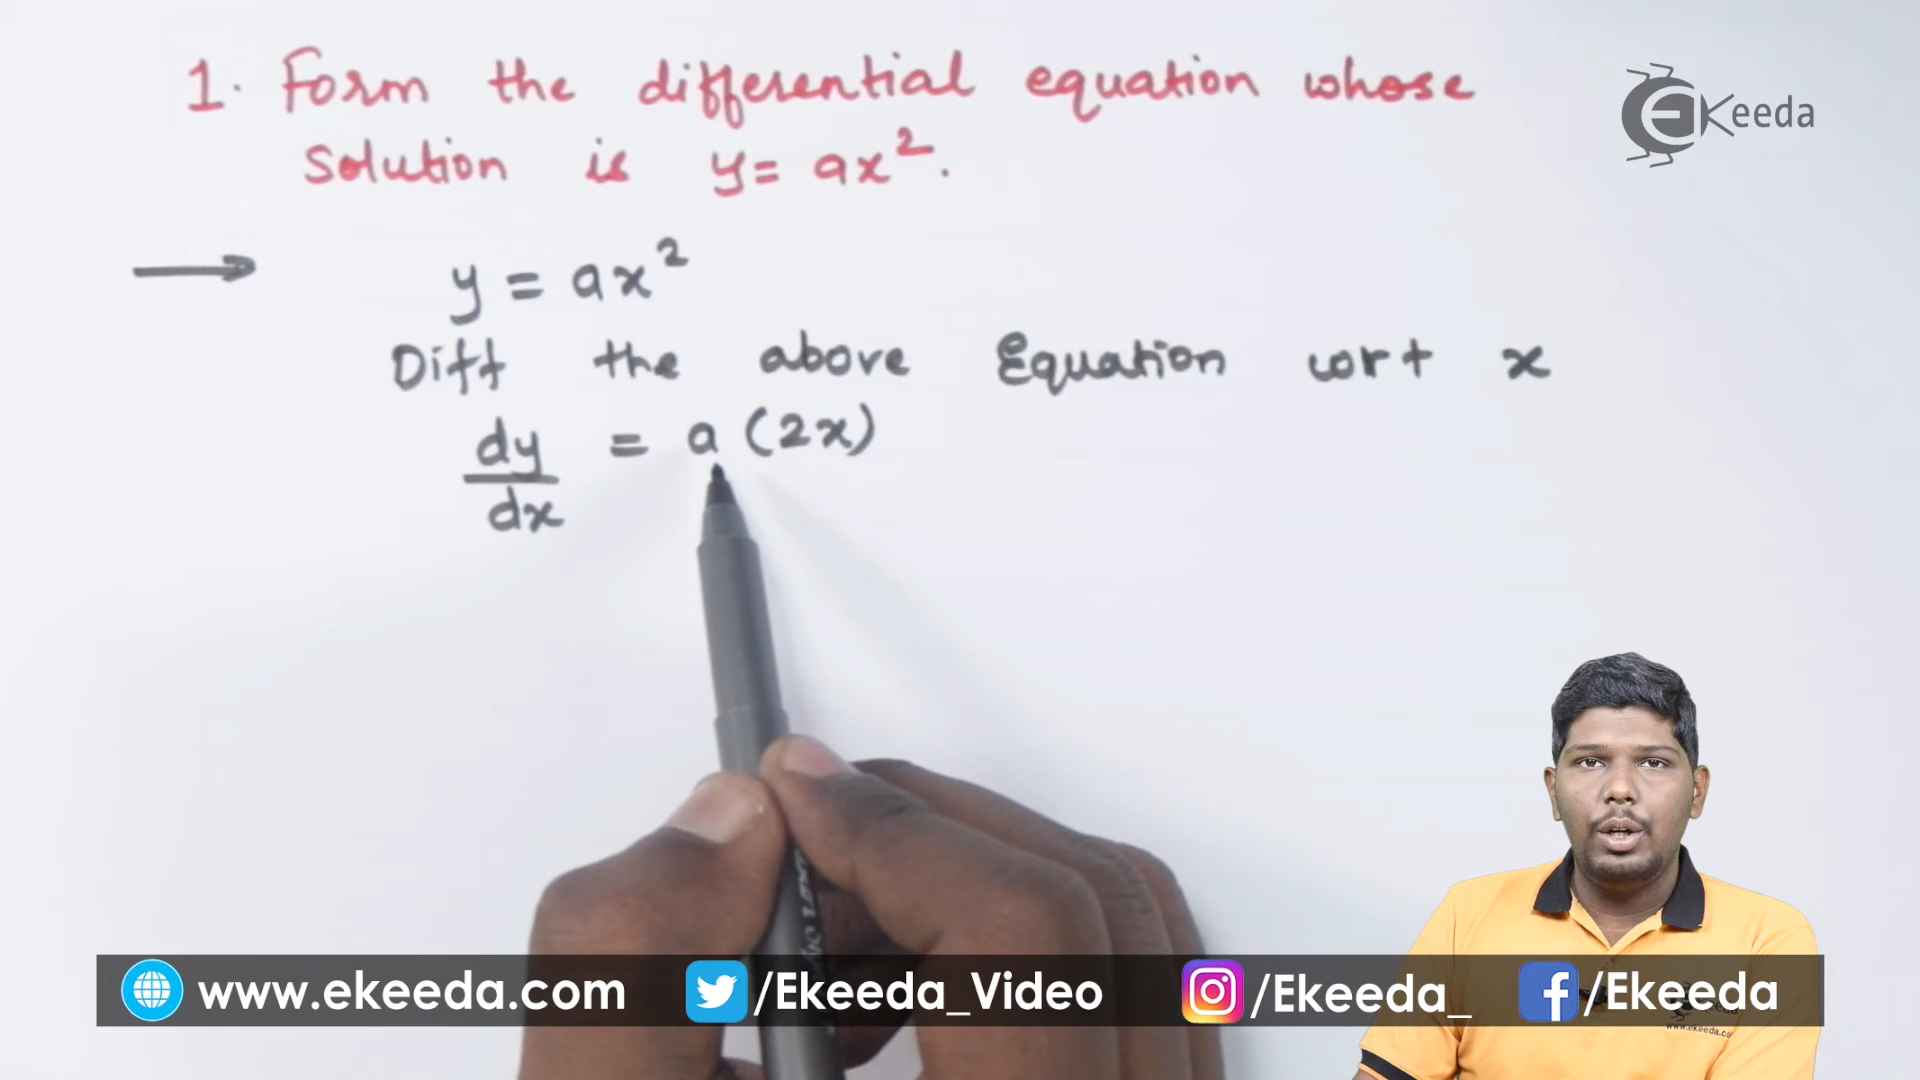 1. Form the differential equation whose
solution is y = ax².
EKeeda
y = ax²
Diff the above Equation wrt x
dy/dx = a (2x)
www.ekeeda.com /Ekeeda_Video /Ekeeda_ /Ekeeda